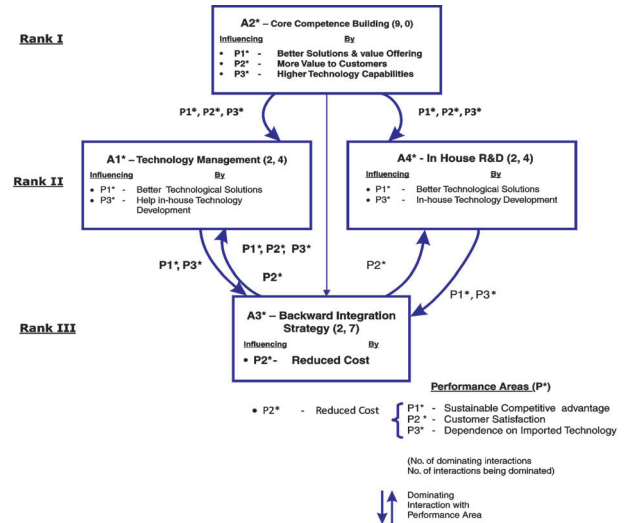 Rank I
A2* – Core Competence Building (9, 0)
Influencing By
• P1* - Better Solutions & value Offering
• P2* - More Value to Customers
• P3* - Higher Technology Capabilities
P1*, P2*, P3*
P1*, P2*, P3*
Rank II
A1* – Technology Management (2, 4)
Influencing By
• P1* - Better Technological Solutions
• P3* - Help in-house Technology
Development
A4* - In House R&D (2, 4)
Influencing By
• P1* - Better Technological Solutions
• P3* - In-house Technology Development
P1*, P3*
P1*, P2*, P3*
P2*
P2*
P1*, P3*
Rank III
A3* – Backward Integration
Strategy (2, 7)
Influencing By
• P2*- Reduced Cost
Performance Areas (P*)
• P2* - Reduced Cost
P1* - Sustainable Competitive advantage
P2 * - Customer Satisfaction
P3* - Dependence on Imported Technology
(No. of dominating interactions
No. of interactions being dominated)
Dominating
Interaction with
Performance Area